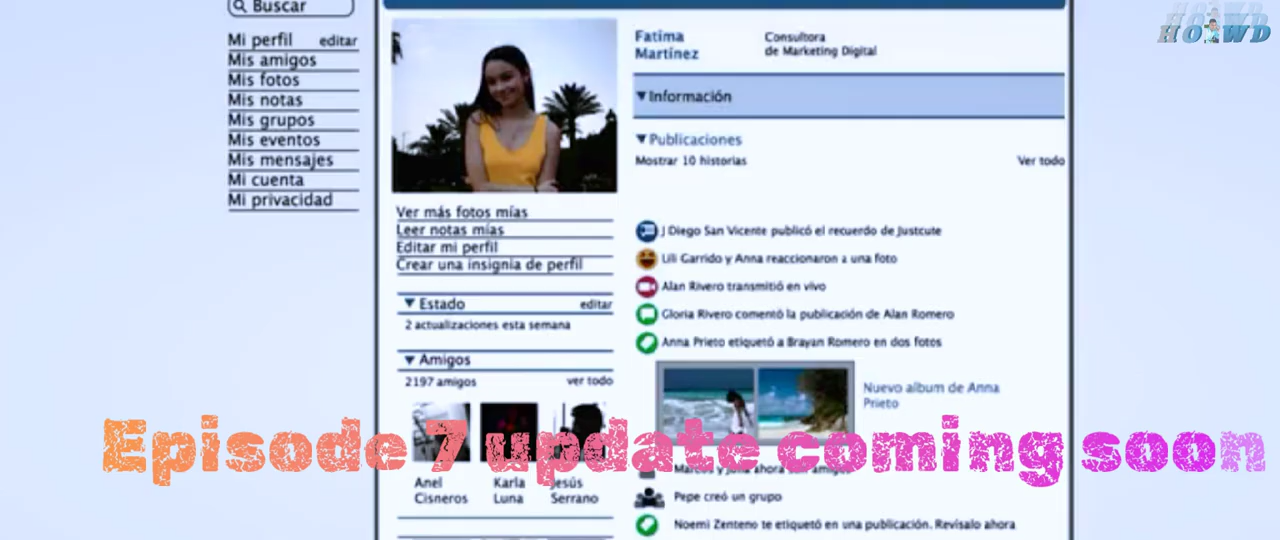 Buscar
HOWD
Mi perfil editar
Mis amigos
Mis fotos
Mis notas
Mis grupos
Mis eventos
Mis mensajes
Mi cuenta
Mi privacidad
Fatima
Martínez
Consultora
de Marketing Digital
Información
Publicaciones
Mostrar 10 historias Ver todo
Ver más fotos mías
Leer notas mías
Editar mi perfil
Crear una insignia de perfil
Estado editar
2 actualizaciones esta semana
Amigos
2197 amigos ver todo
Anel
Cisneros
Karla
Luna
Jesús
Serrano
J Diego San Vicente publicó el recuerdo de Justcute
Lili Garrido y Anna reaccionaron a una foto
Alan Rivero transmitió en vivo
Gloria Rivero comentó la publicación de Alan Romero
Anna Prieto etiquetó a Brayan Romero en dos fotos
Nuevo album de Anna
Prieto
Marcos y Julia ahora son amigos
Pepe creó un grupo
Noemi Zenteno te etiquetó en una publicación. Revísalo ahora
Episode 7 update coming soon